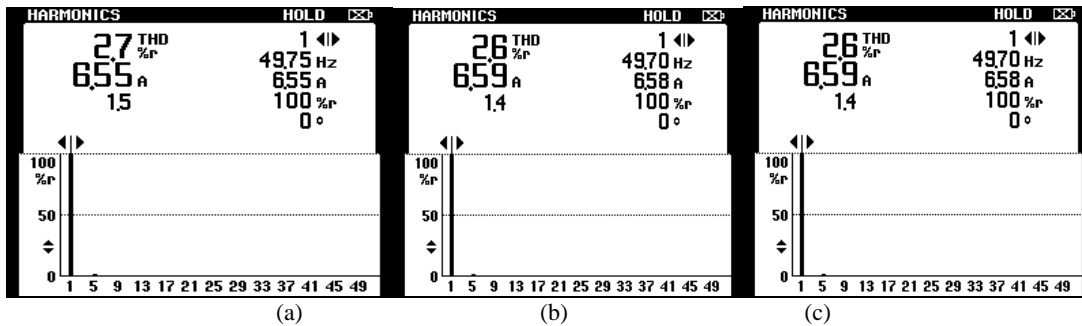 HARMONICS HOLD
2.7 THD %r 1
49.75 Hz
6.55 A 6.55 A
1.5 100 %r
0 °
100
%r
50
0
1 5 9 13 17 21 25 29 33 37 41 45 49
(a)
HARMONICS HOLD
2.6 THD %r 1
49.70 Hz
6.59 A 6.58 A
1.4 100 %r
0 °
100
%r
50
0
1 5 9 13 17 21 25 29 33 37 41 45 49
(b)
HARMONICS HOLD
2.6 THD %r 1
49.70 Hz
6.59 A 6.58 A
1.4 100 %r
0 °
100
%r
50
0
1 5 9 13 17 21 25 29 33 37 41 45 49
(c)